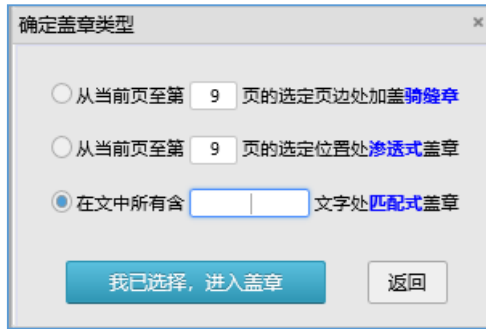 确定盖章类型 ×
从当前页至第 9 页的选定页边处加盖骑缝章
从当前页至第 9 页的选定位置处渗透式盖章
在文中所有含 文字处匹配式盖章
我已选择，进入盖章 返回